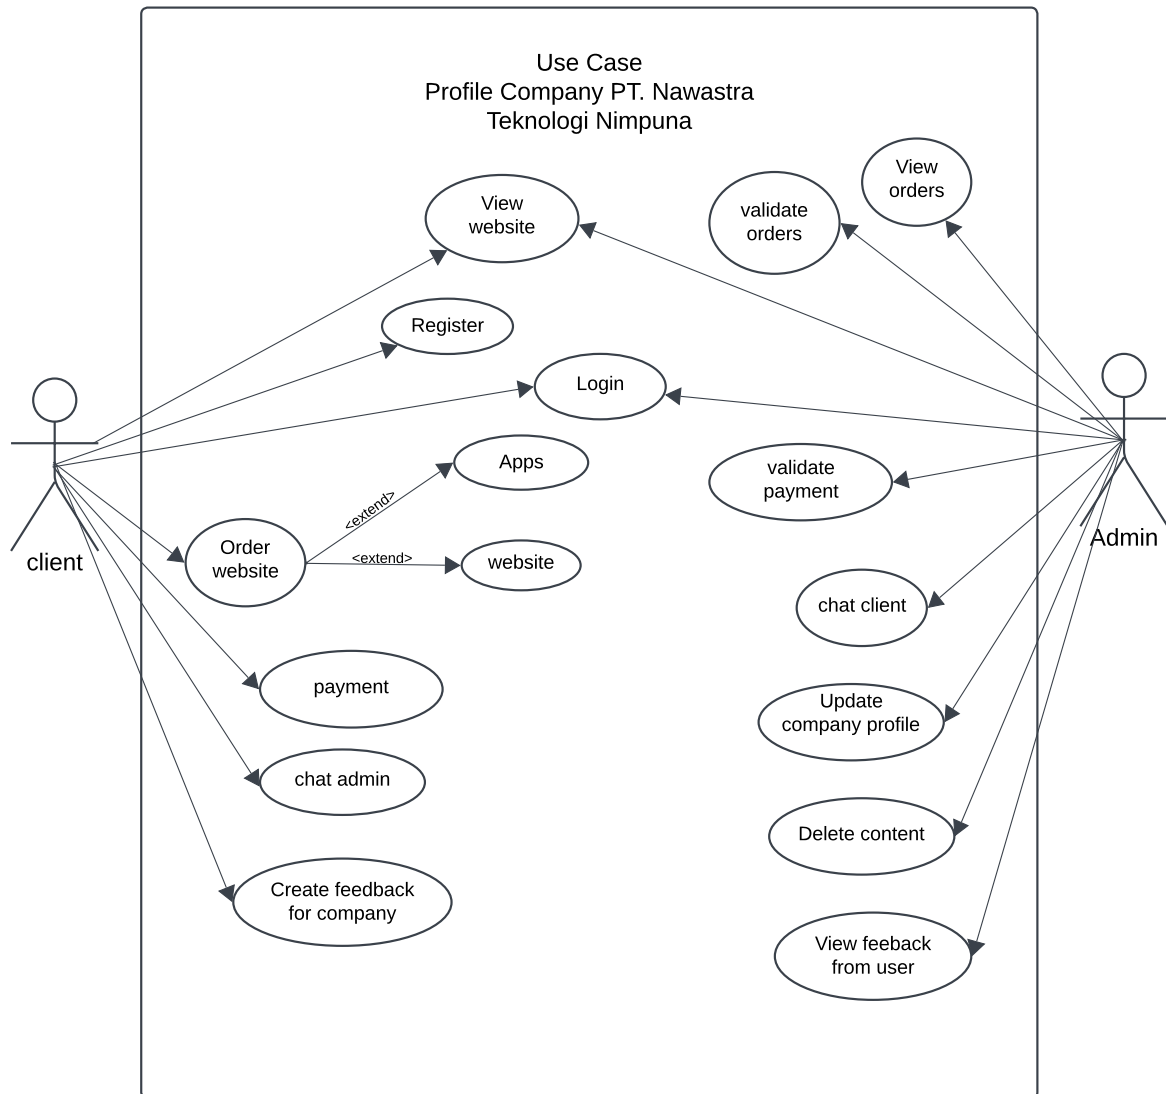 Use Case
Profile Company PT. Nawastra
Teknologi Nimpuna
View
orders
View
website
validate
orders
Register
Login
Apps
validate
payment
<extend>
Order
website
<extend>
website
client
Admin
chat client
payment
Update
company profile
chat admin
Delete content
Create feedback
for company
View feeback
from user